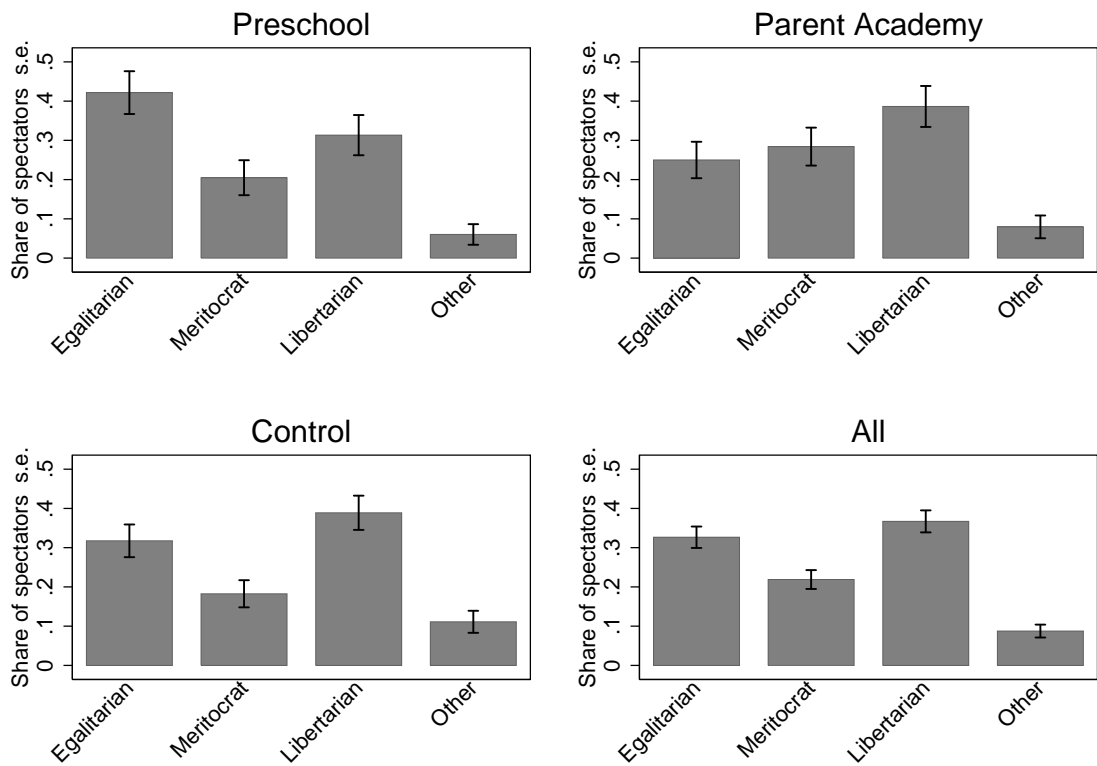 Preschool
Share of spectators s.e.
0 .1 .2 .3 .4 .5
Egalitarian
Meritocrat
Libertarian
Other
Parent Academy
Share of spectators s.e.
0 .1 .2 .3 .4 .5
Egalitarian
Meritocrat
Libertarian
Other
Control
Share of spectators s.e.
0 .1 .2 .3 .4 .5
Egalitarian
Meritocrat
Libertarian
Other
All
Share of spectators s.e.
0 .1 .2 .3 .4 .5
Egalitarian
Meritocrat
Libertarian
Other